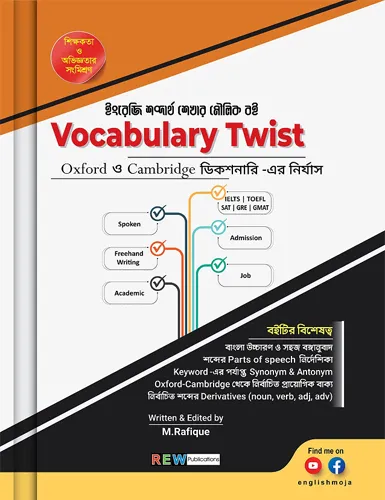 শিক্ষকতা
ও
অভিজ্ঞতার
সংমিশ্রণ
ইংরেজি শব্দার্থ শেখার মৌলিক বই
Vocabulary Twist
Oxford ও Cambridge ডিকশনারি -এর নির্যাস
IELTS | TOEFL
SAT | GRE | GMAT
Spoken
Admission
Freehand
Writing
Job
Academic
বইটির বিশেষত্ব
বাংলা উচ্চারণ ও সহজ বঙ্গানুবাদ
শব্দের Parts of speech নির্দেশিকা
Keyword -এর পর্যাপ্ত Synonym & Antonym
Oxford-Cambridge থেকে নির্বাচিত প্রায়োগিক বাক্য
নির্বাচিত শব্দের Derivatives (noun, verb, adj, adv)
Written & Edited by
M.Rafique
REW Publications
Find me on
englishmoja